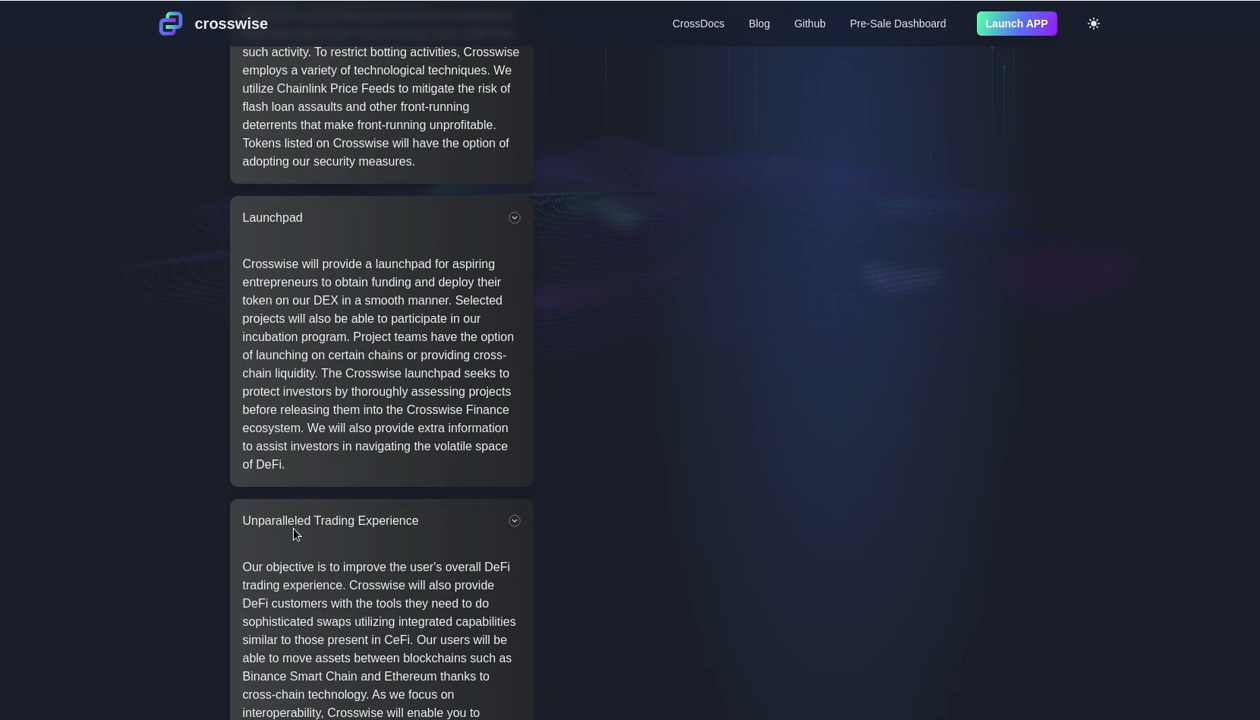 crosswise
CrossDocs
Blog
Github
Pre-Sale Dashboard
Launch APP
such activity. To restrict botting activities, Crosswise
employs a variety of technological techniques. We
utilize Chainlink Price Feeds to mitigate the risk of
flash loan assaults and other front-running
deterrents that make front-running unprofitable.
Tokens listed on Crosswise will have the option of
adopting our security measures.
Launchpad
Crosswise will provide a launchpad for aspiring
entrepreneurs to obtain funding and deploy their
token on our DEX in a smooth manner. Selected
projects will also be able to participate in our
incubation program. Project teams have the option
of launching on certain chains or providing cross-
chain liquidity. The Crosswise launchpad seeks to
protect investors by thoroughly assessing projects
before releasing them into the Crosswise Finance
ecosystem. We will also provide extra information
to assist investors in navigating the volatile space
of DeFi.
Unparalleled Trading Experience
Our objective is to improve the user's overall DeFi
trading experience. Crosswise will also provide
DeFi customers with the tools they need to do
sophisticated swaps utilizing integrated capabilities
similar to those present in CeFi. Our users will be
able to move assets between blockchains such as
Binance Smart Chain and Ethereum thanks to
cross-chain technology. As we focus on
interoperability, Crosswise will enable you to